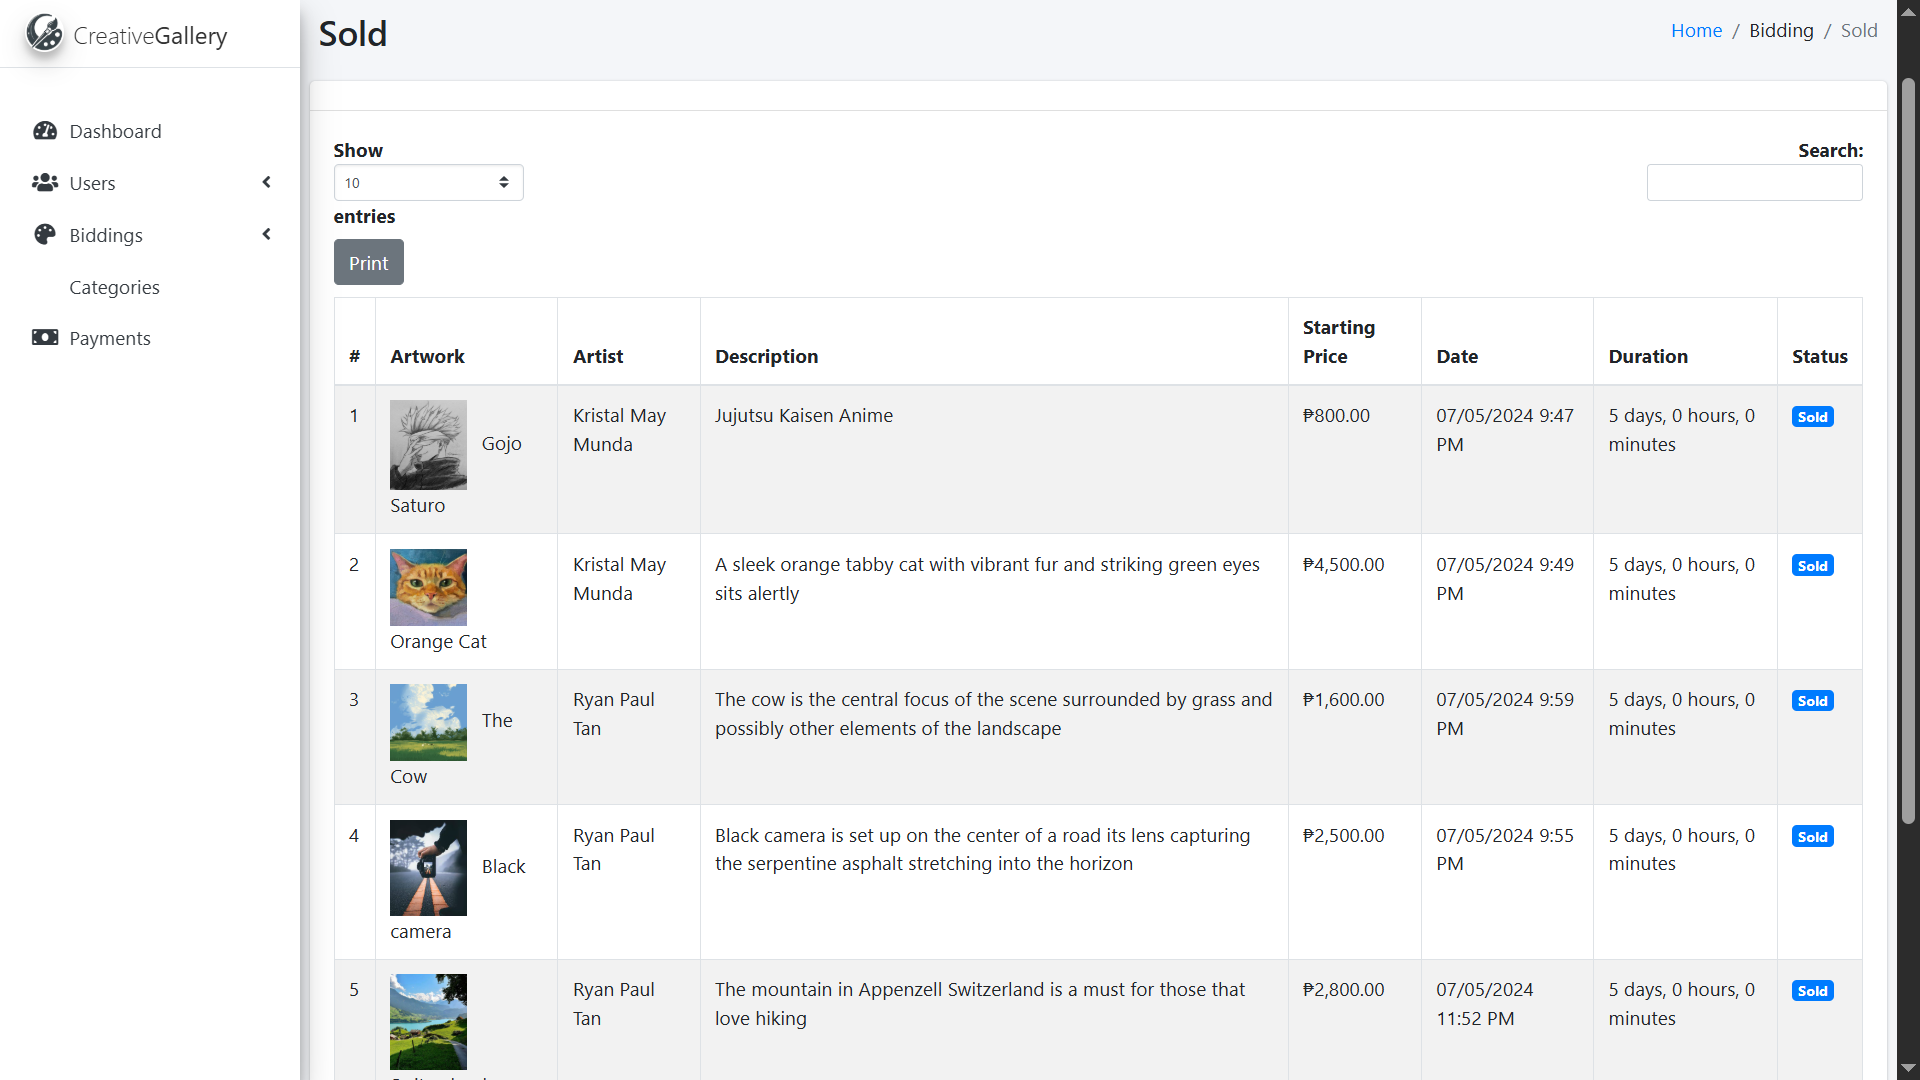 CreativeGallery
Dashboard
Users
Biddings
Categories
Payments
Sold
Home / Bidding / Sold
Show
10
entries
Search:
Print
# Artwork Artist Description Starting Price Date Duration Status
1 Gojo Saturo Kristal May Munda Jujutsu Kaisen Anime ₱800.00 07/05/2024 9:47 PM 5 days, 0 hours, 0 minutes Sold
2 Orange Cat Kristal May Munda A sleek orange tabby cat with vibrant fur and striking green eyes sits alertly ₱4,500.00 07/05/2024 9:49 PM 5 days, 0 hours, 0 minutes Sold
3 The Cow Ryan Paul Tan The cow is the central focus of the scene surrounded by grass and possibly other elements of the landscape ₱1,600.00 07/05/2024 9:59 PM 5 days, 0 hours, 0 minutes Sold
4 Black camera Ryan Paul Tan Black camera is set up on the center of a road its lens capturing the serpentine asphalt stretching into the horizon ₱2,500.00 07/05/2024 9:55 PM 5 days, 0 hours, 0 minutes Sold
5 Ryan Paul Tan The mountain in Appenzell Switzerland is a must for those that love hiking ₱2,800.00 07/05/2024 11:52 PM 5 days, 0 hours, 0 minutes Sold